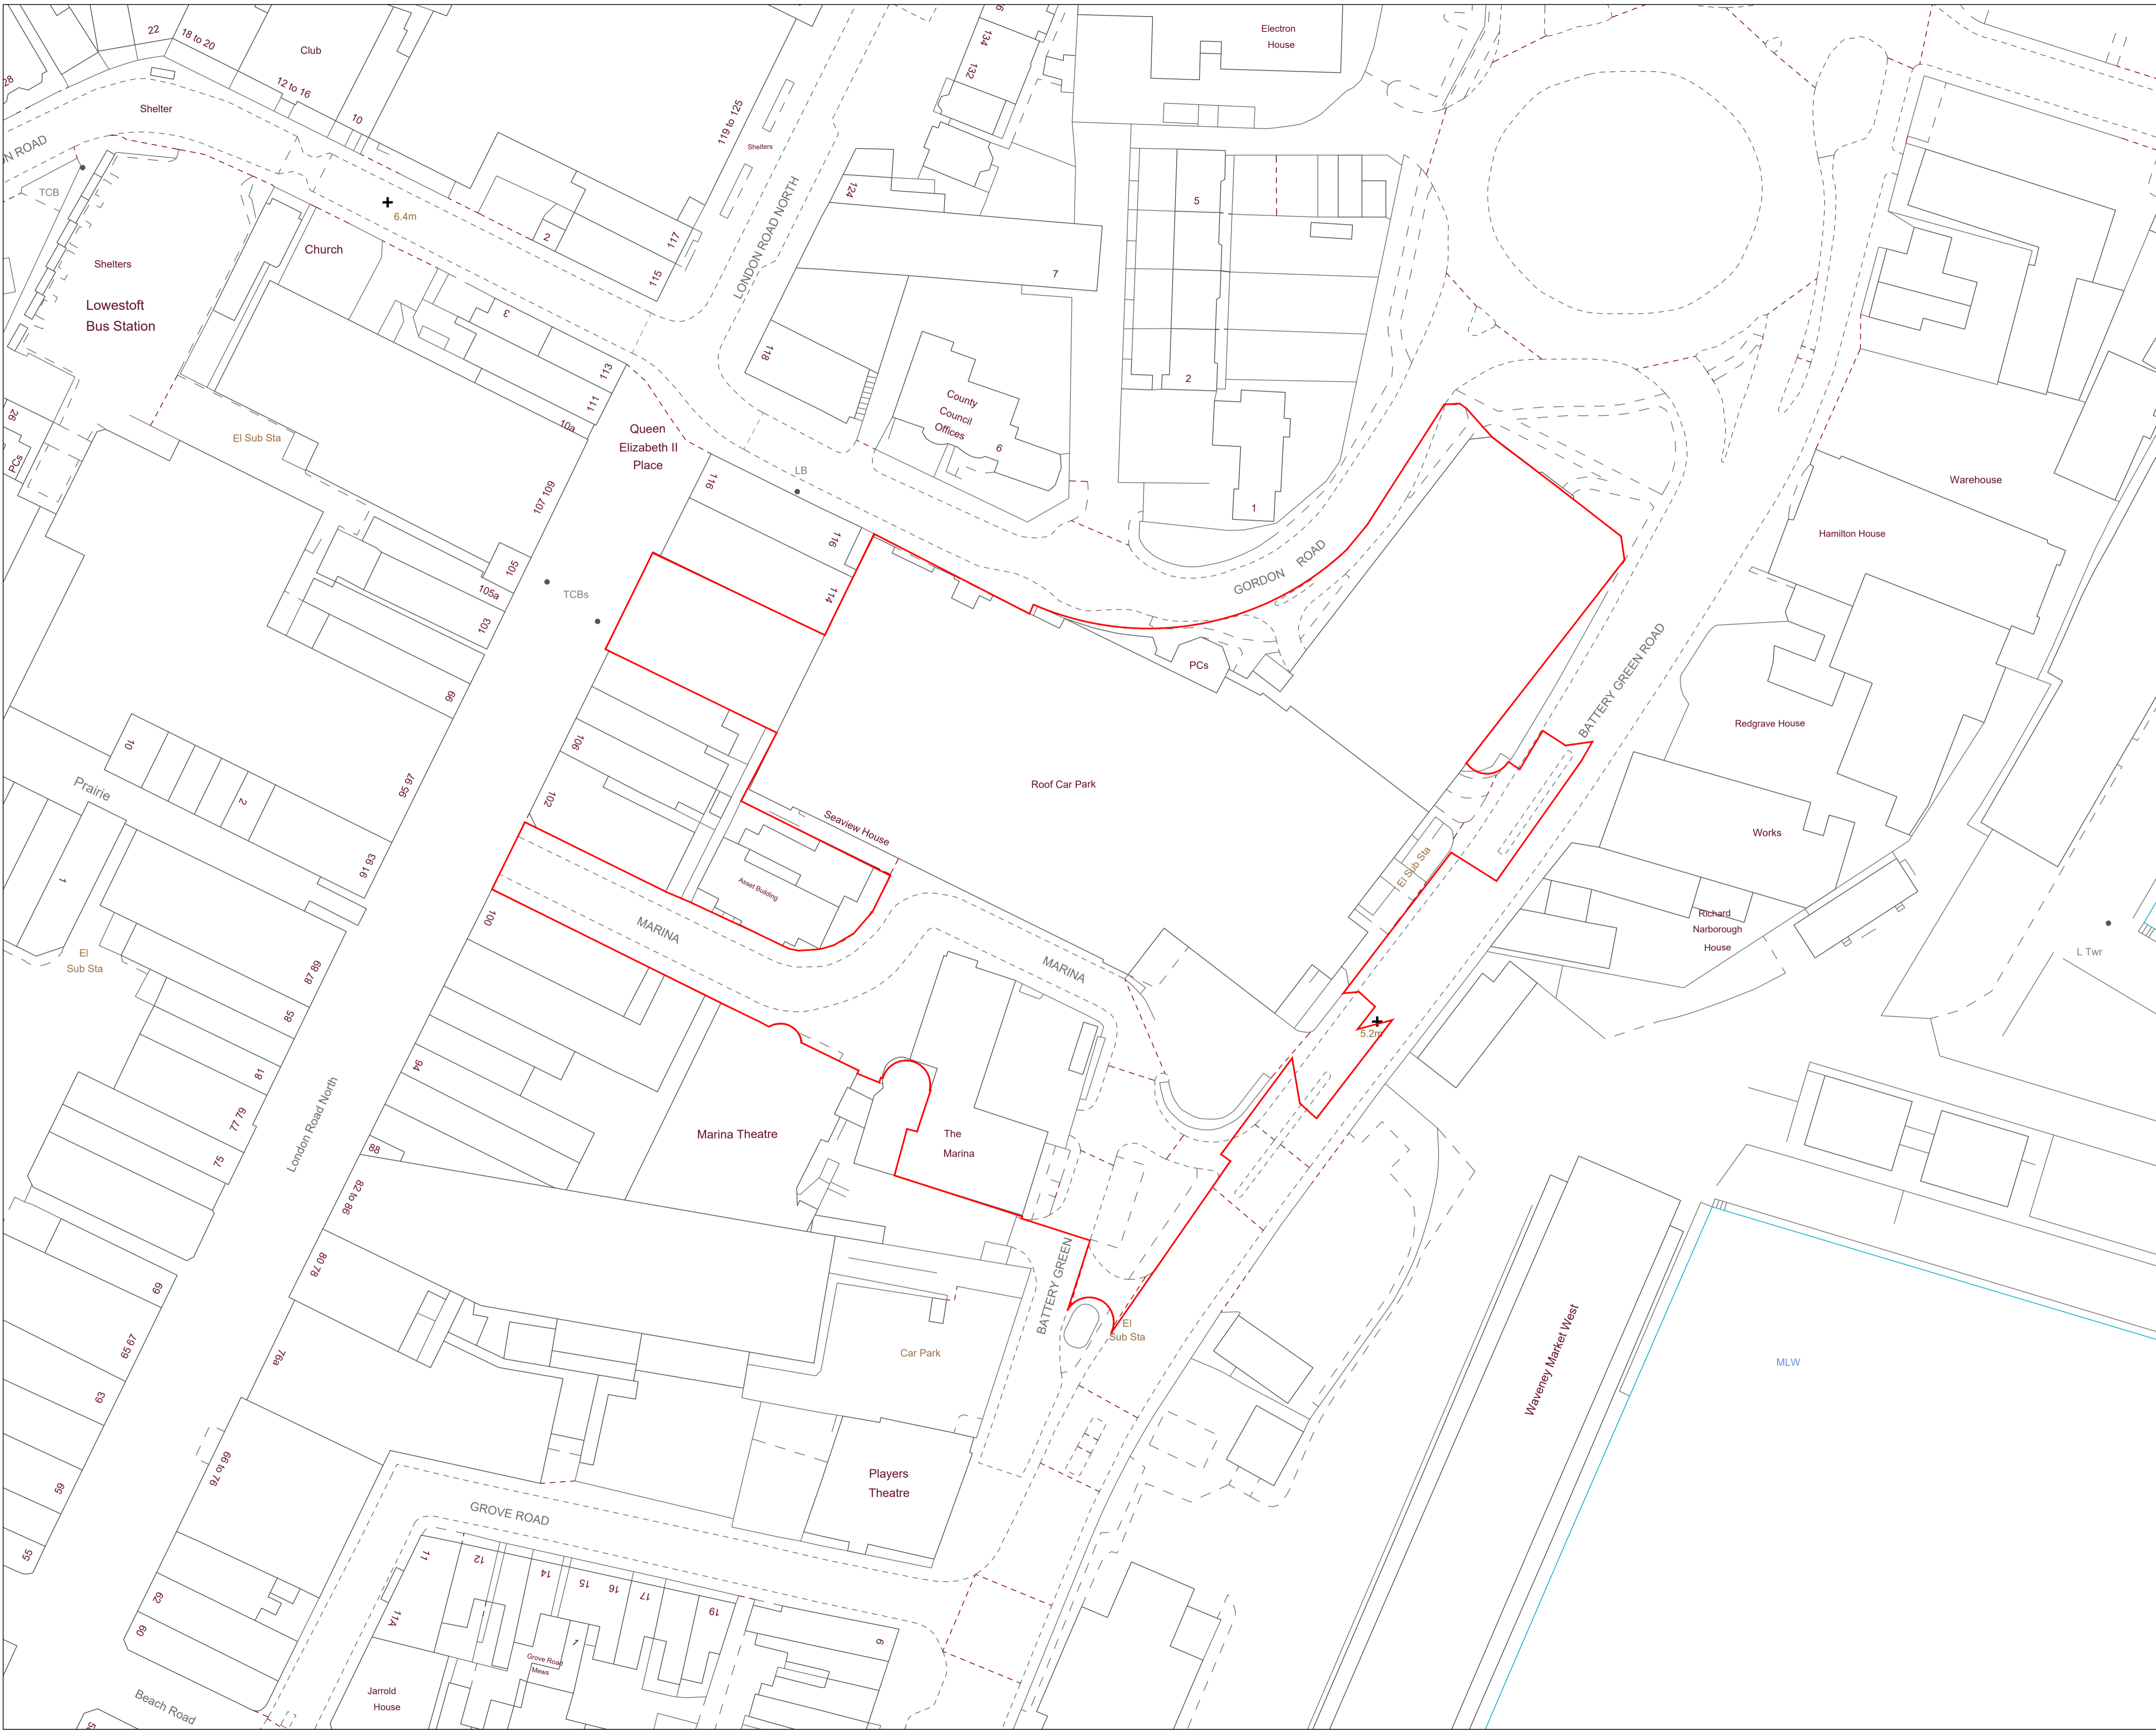 22
18 to 20
Club
28
12 to 16
10
Shelter
ON ROAD
TCB
Shelters
Lowestoft
Bus Station
Church
6.4m
2
117
115
119 to 125
Shelters
LONDON ROAD NORTH
134
132
124
Electron
House
5
7
2
118
County
Council
Offices
6
1
3
113
111
10a
26
PCs
El Sub Sta
Queen
Elizabeth II
Place
LB
116
116
114
107 109
105
105a
103
TCBs
99
GORDON ROAD
PCs
BATTERY GREEN ROAD
Warehouse
Hamilton House
Redgrave House
Works
Richard
Narborough
House
L Twr
Roof Car Park
Seaview House
Asset Building
106
102
10
2
Prairie
1
95 97
91 93
El
Sub Sta
100
MARINA
MARINA
El Sub Sta
5.2m
87 89
85
81
77 79
75
London Road North
94
88
Marina Theatre
The
Marina
82 to 86
80 78
76a
69
65 67
63
59
55
66 to 76
62
60
Beach Road
BATTERY GREEN
El
Sub Sta
Car Park
Players
Theatre
GROVE ROAD
11
12
14
15
16
17
19
11A
1
Grove Road
Mews
Jarrold
House
Waveney Market West
MLW